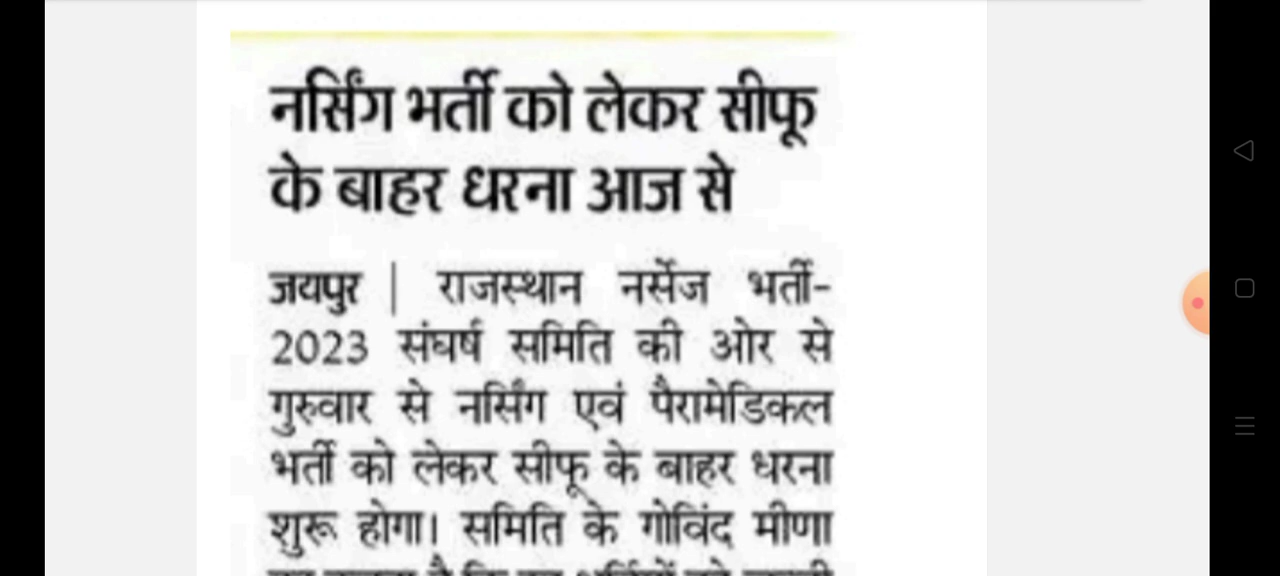 नर्सिंग भर्ती को लेकर सीफू
के बाहर धरना आज से
जयपुर | राजस्थान नर्सेज भर्ती-
2023 संघर्ष समिति की ओर से
गुरुवार से नर्सिंग एवं पैरामेडिकल
भर्ती को लेकर सीफू के बाहर धरना
शुरू होगा। समिति के गोविंद मीणा